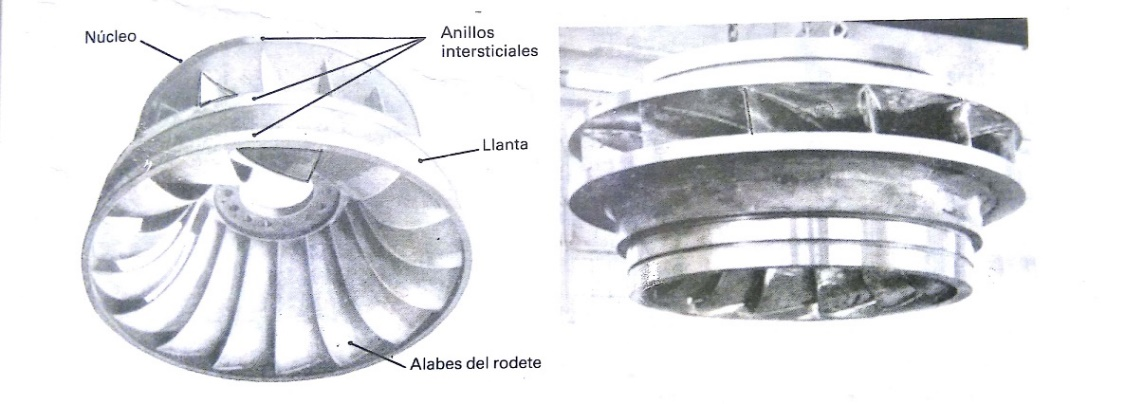 Núcleo
Anillos
intersticiales
Llanta
Alabes del rodete